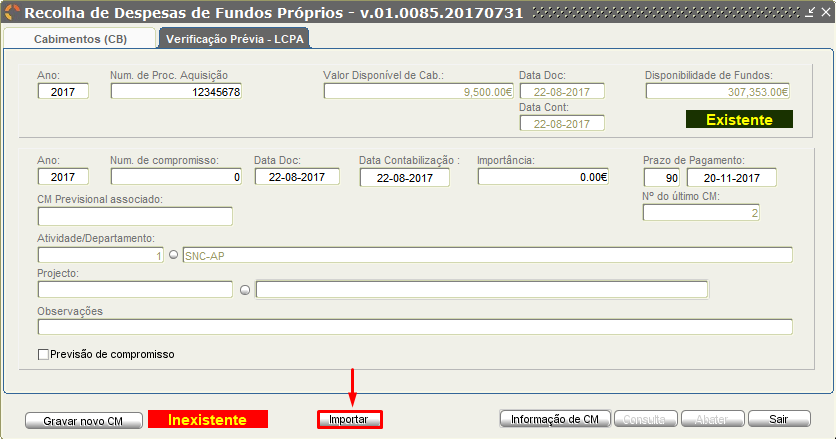 Recolha de Despesas de Fundos Próprios - v.01.0085.20170731
Cabimentos (CB) Verificação Prévia - LCPA
Ano: Num. de Proc. Aquisição Valor Disponível de Cab.: Data Doc: Disponibilidade de Fundos:
2017 12345678 9,500.00€ 22-08-2017 307,353.00€
Data Cont:
22-08-2017 Existente
Ano: Num. de compromisso: Data Doc: Data Contabilização : Importância: Prazo de Pagamento:
2017 0 22-08-2017 22-08-2017 0.00€ 90 20-11-2017
CM Previsional associado: Nº do último CM:
2
Atividade/Departamento:
1 SNC-AP
Projecto:
Observações
Previsão de compromisso
Gravar novo CM Inexistente Importar Informação de CM Consulta Abater Sair